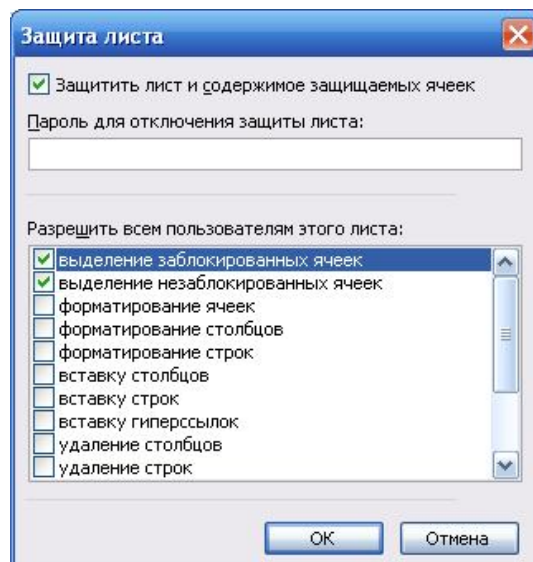 Защита листа
Защитить лист и содержимое защищаемых ячеек
Пароль для отключения защиты листа:
Разрешить всем пользователям этого листа:
выделение заблокированных ячеек
выделение незаблокированных ячеек
форматирование ячеек
форматирование столбцов
форматирование строк
вставку столбцов
вставку строк
вставку гиперссылок
удаление столбцов
удаление строк
ОК
Отмена